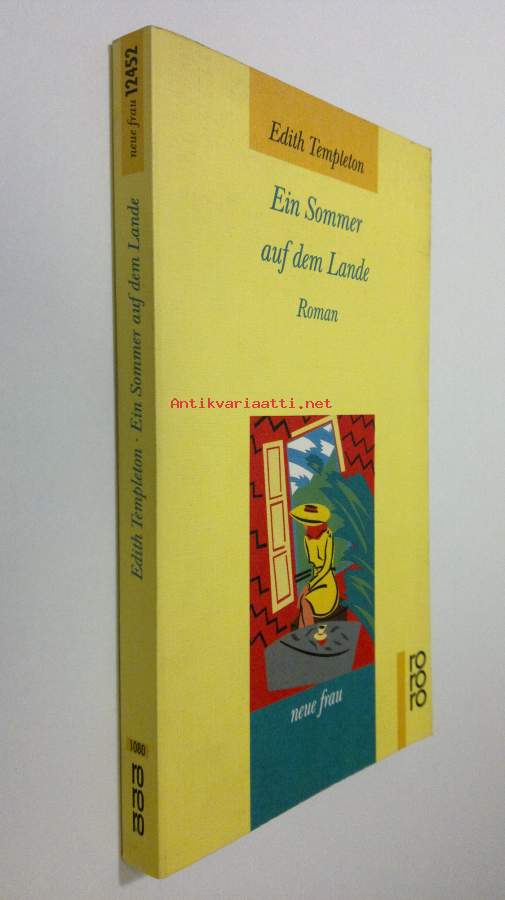 neue frau 12452
Edith Templeton · Ein Sommer auf dem Lande
1080
ro
ro
ro
Edith Templeton
Ein Sommer
auf dem Lande
Roman
Antikvariaatti.net
neue frau
ro
ro
ro